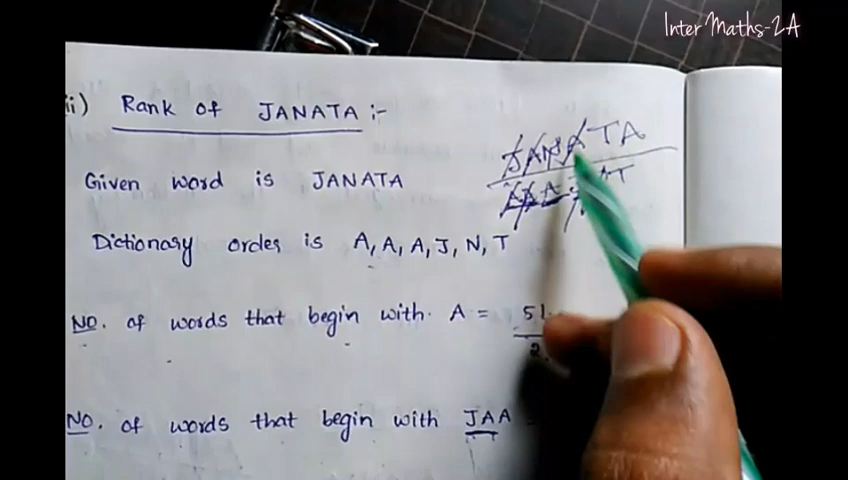 Inter Maths-2A
ii) Rank of JANATA :-
JANATA
Given word is JANATA
Dictionary order is A, A, A, J, N, T
NO. of words that begin with A = 5!
2
NO. of words that begin with JAA